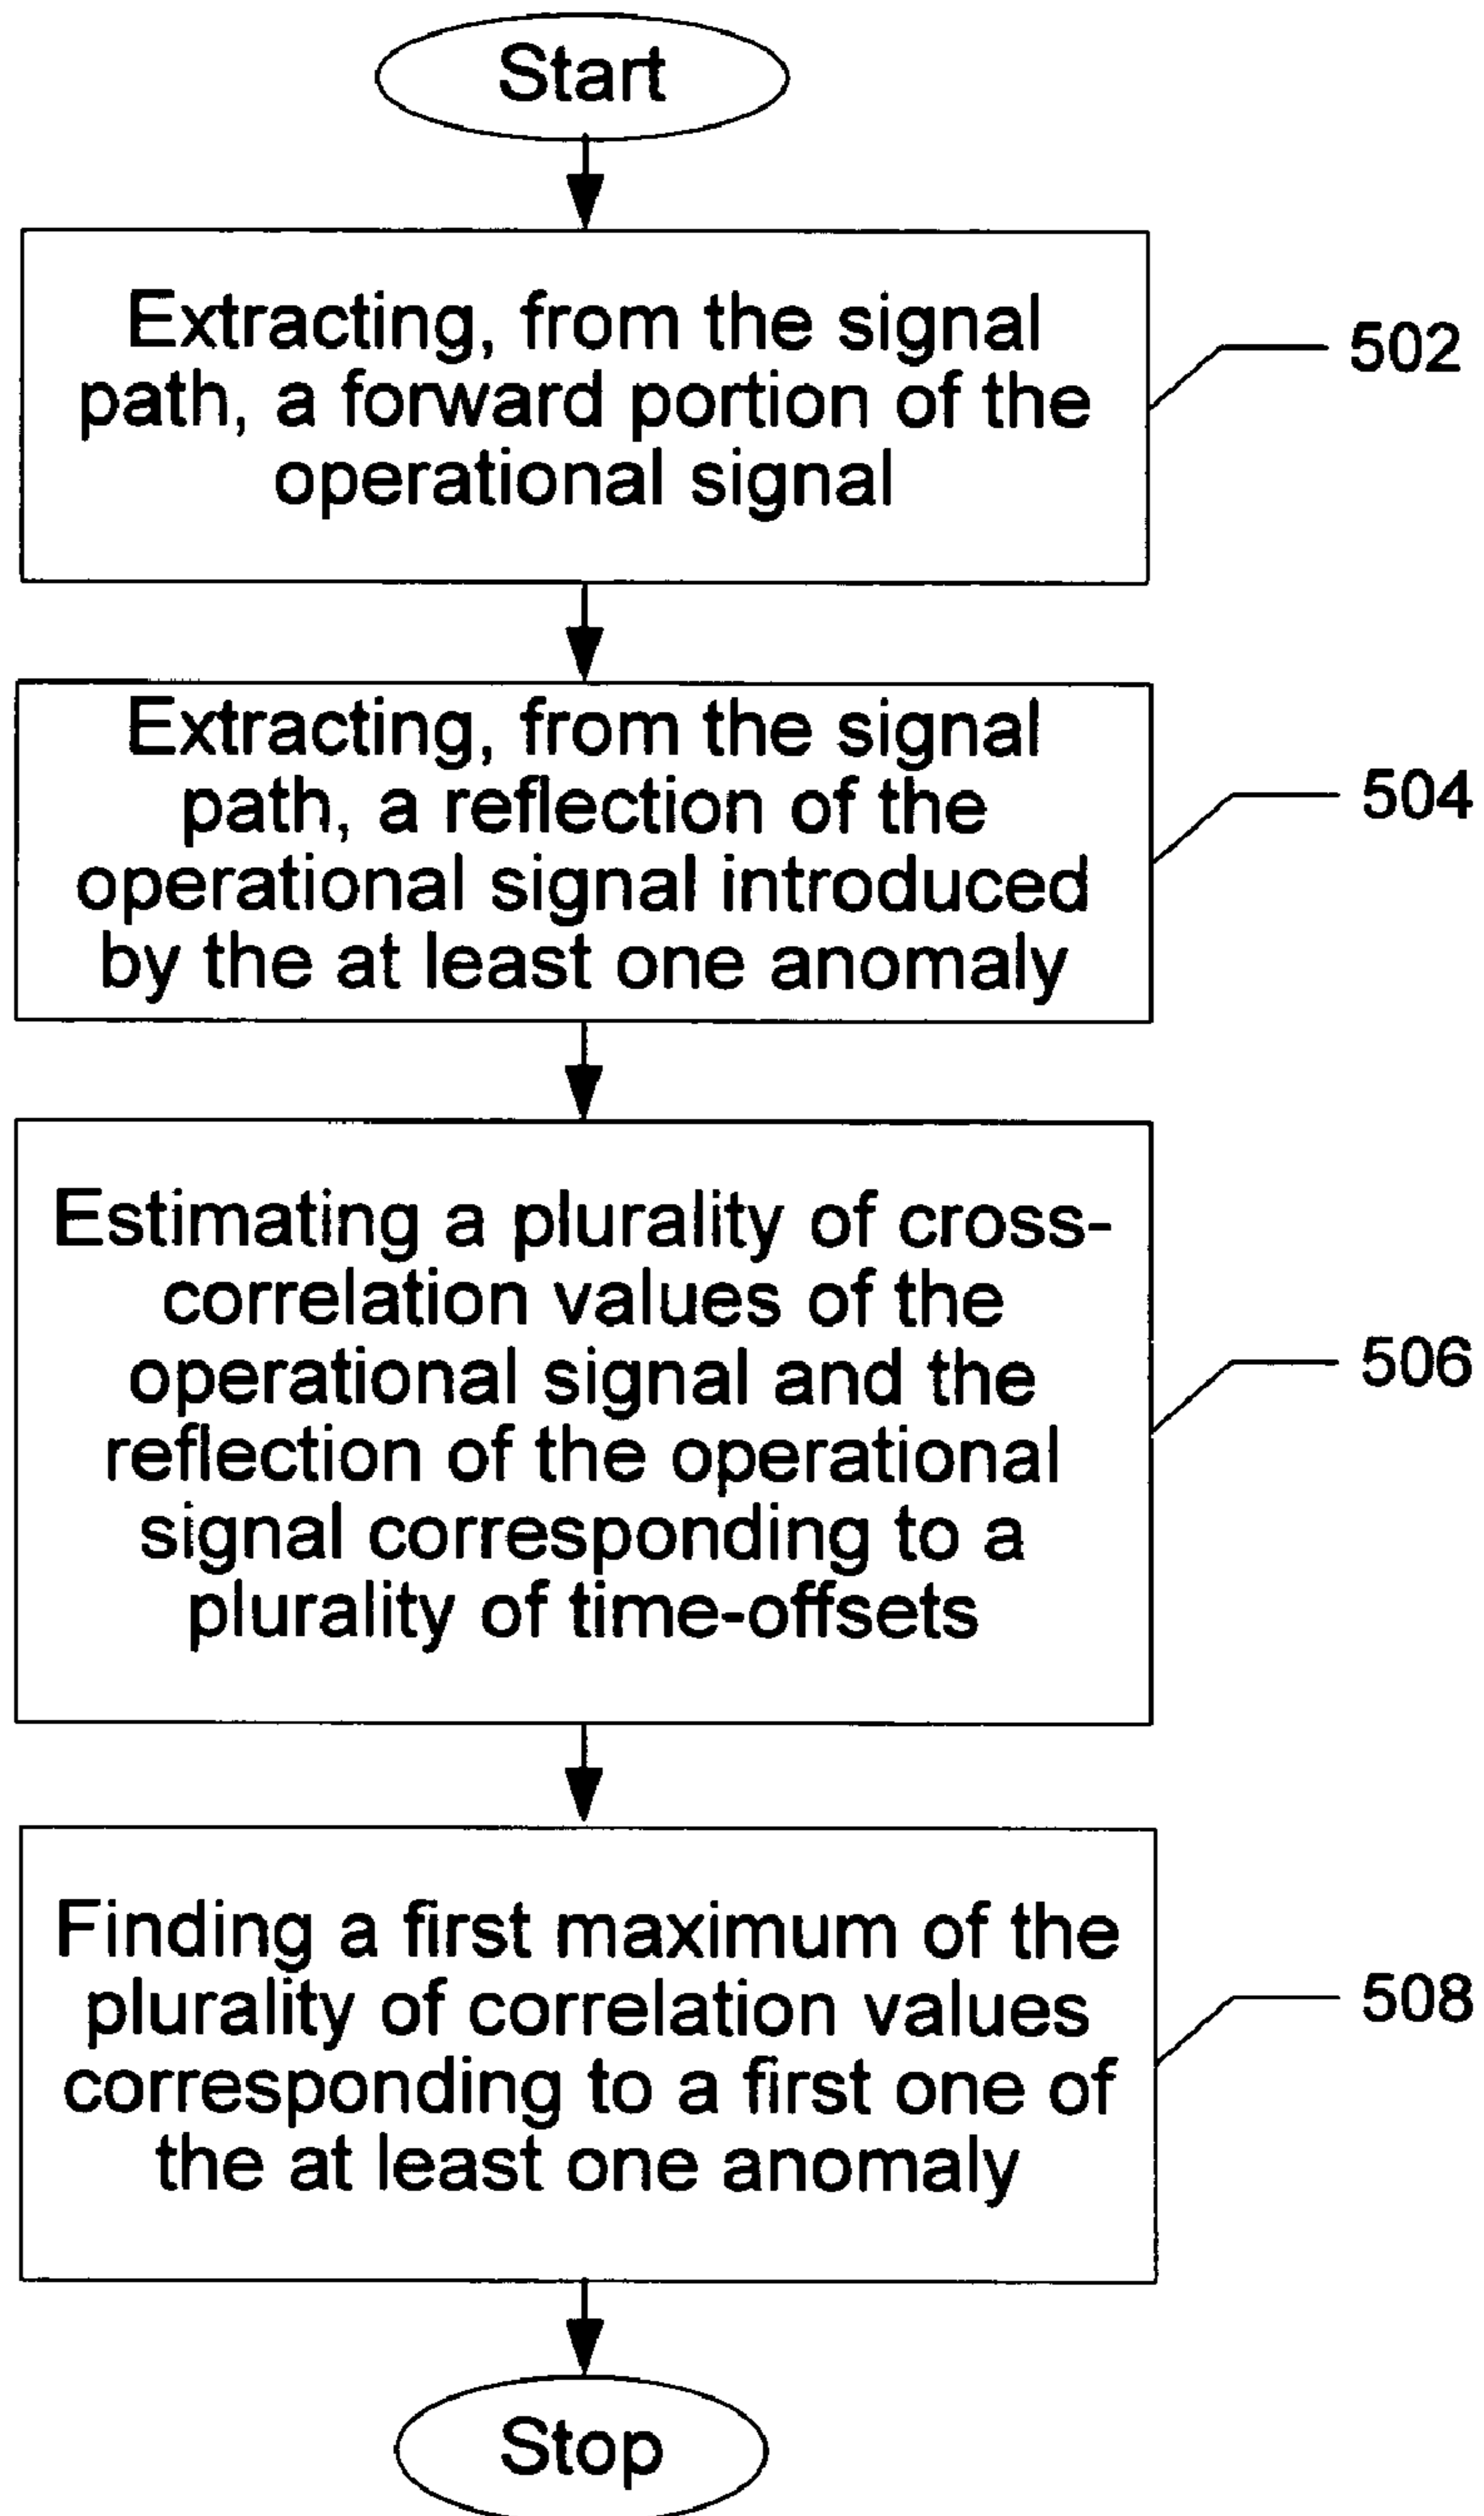 Start
Extracting, from the signal
path, a forward portion of the
operational signal
502
Extracting, from the signal
path, a reflection of the
operational signal introduced
by the at least one anomaly
504
Estimating a plurality of cross-
correlation values of the
operational signal and the
reflection of the operational
signal corresponding to a
plurality of time-offsets
506
Finding a first maximum of the
plurality of correlation values
corresponding to a first one of
the at least one anomaly
508
Stop